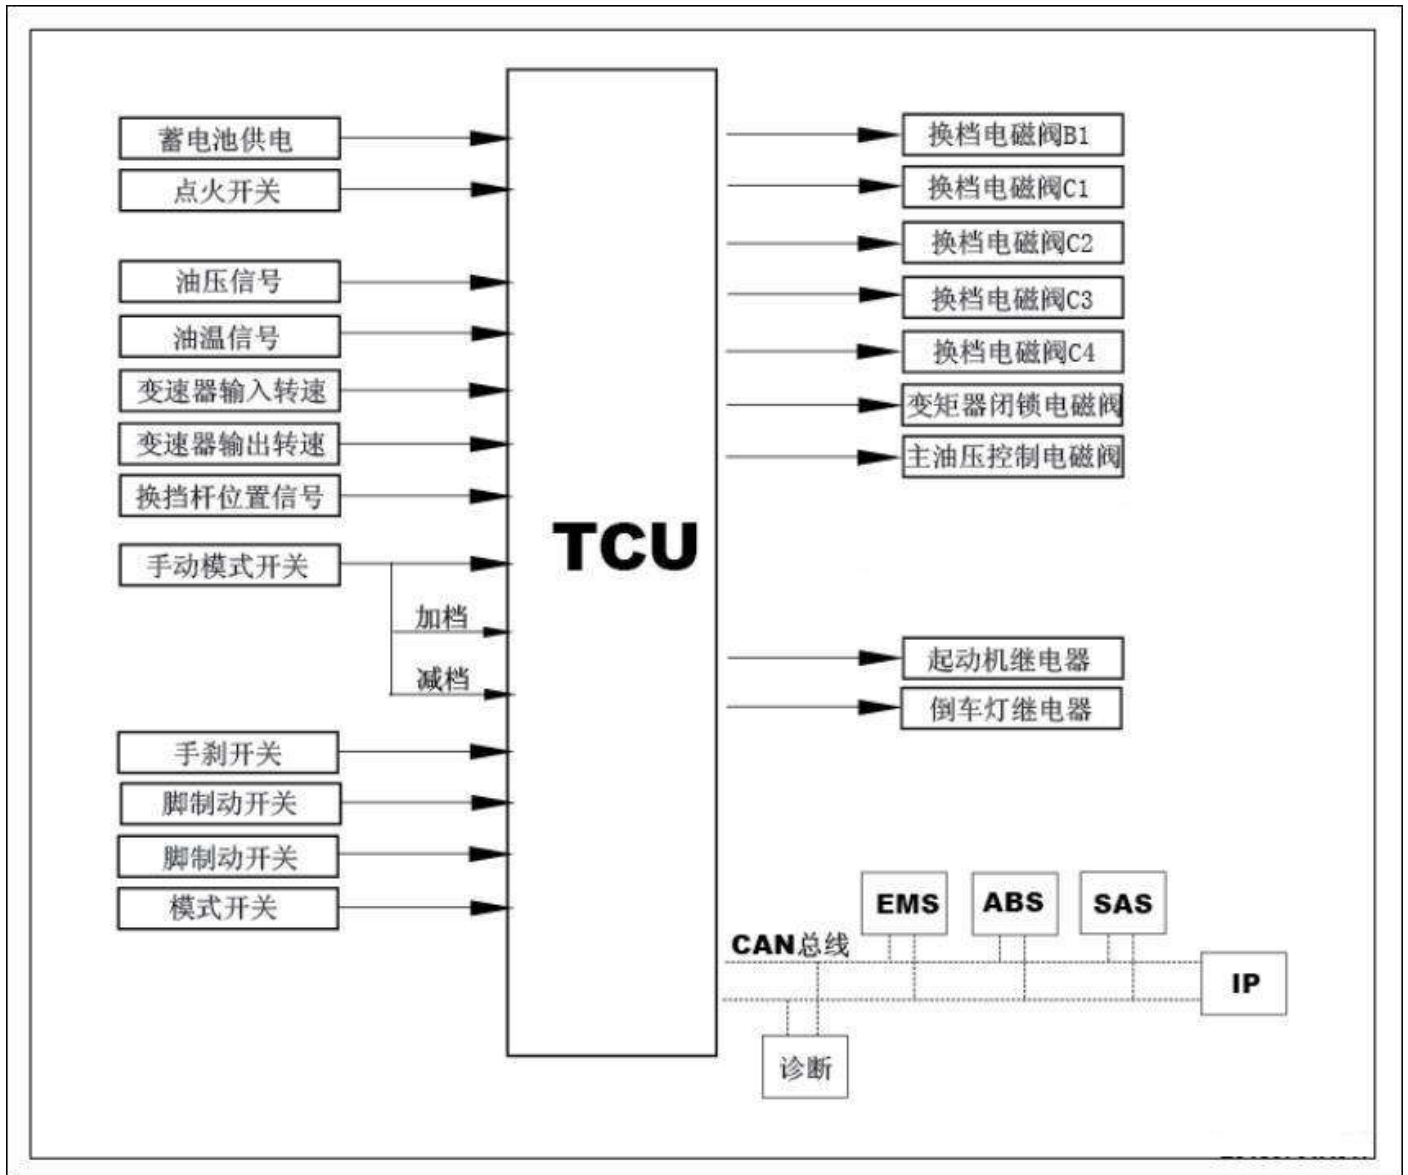 蓄电池供电
点火开关
油压信号
油温信号
变速器输入转速
变速器输出转速
换挡杆位置信号
手动模式开关
加档
减档
手刹开关
脚制动开关
脚制动开关
模式开关
TCU
换档电磁阀B1
换档电磁阀C1
换档电磁阀C2
换档电磁阀C3
换档电磁阀C4
变矩器闭锁电磁阀
主油压控制电磁阀
起动机继电器
倒车灯继电器
EMS
ABS
SAS
CAN总线
IP
诊断